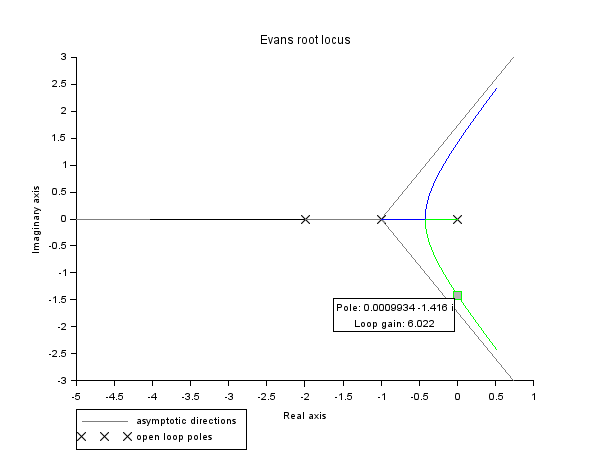 Evans root locus
3
2.5
2
1.5
1
0.5
0
-0.5
-1
-1.5
-2
-2.5
-3
Imaginary axis
Pole: 0.0009934 -1.416 i
Loop gain: 6.022
-5 -4.5 -4 -3.5 -3 -2.5 -2 -1.5 -1 -0.5 0 0.5 1
Real axis
asymptotic directions
open loop poles